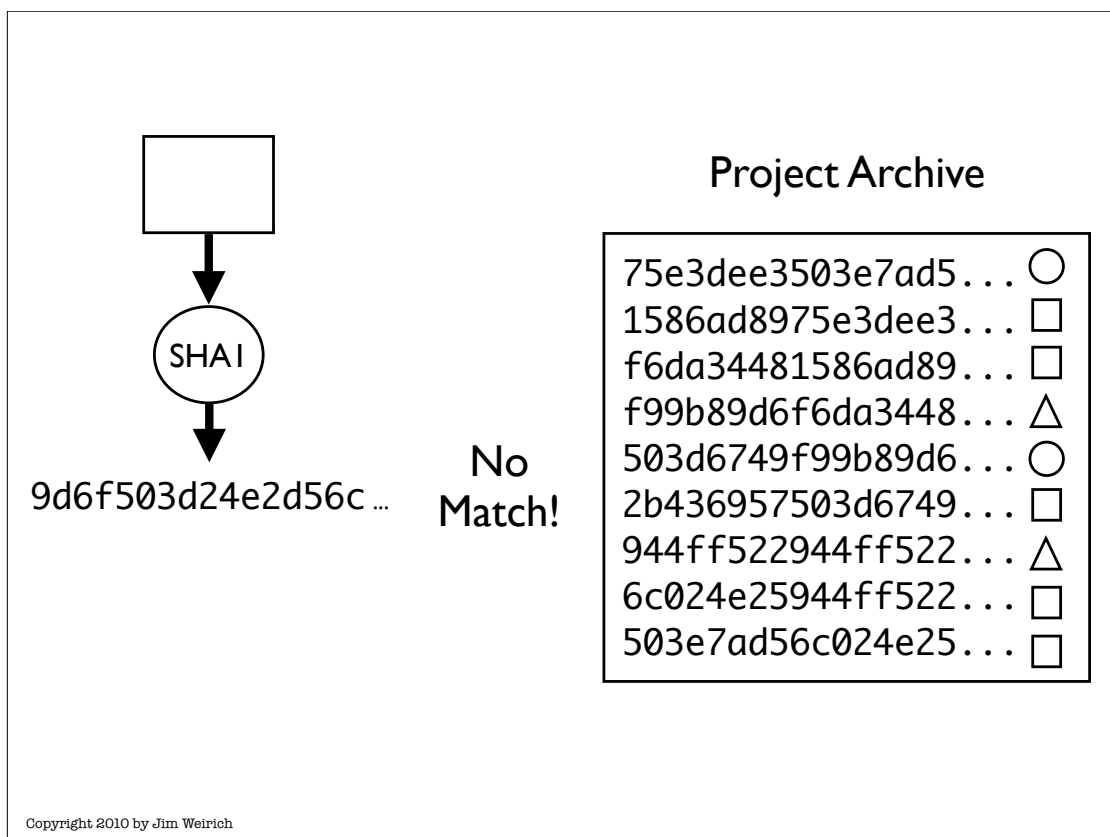 SHA1
9d6f503d24e2d56c...
No
Match!
Project Archive
75e3dee3503e7ad5...
1586ad8975e3dee3...
f6da34481586ad89...
f99b89d6f6da3448...
503d6749f99b89d6...
2b436957503d6749...
944ff522944ff522...
6c024e25944ff522...
503e7ad56c024e25...
Copyright 2010 by Jim Weirich